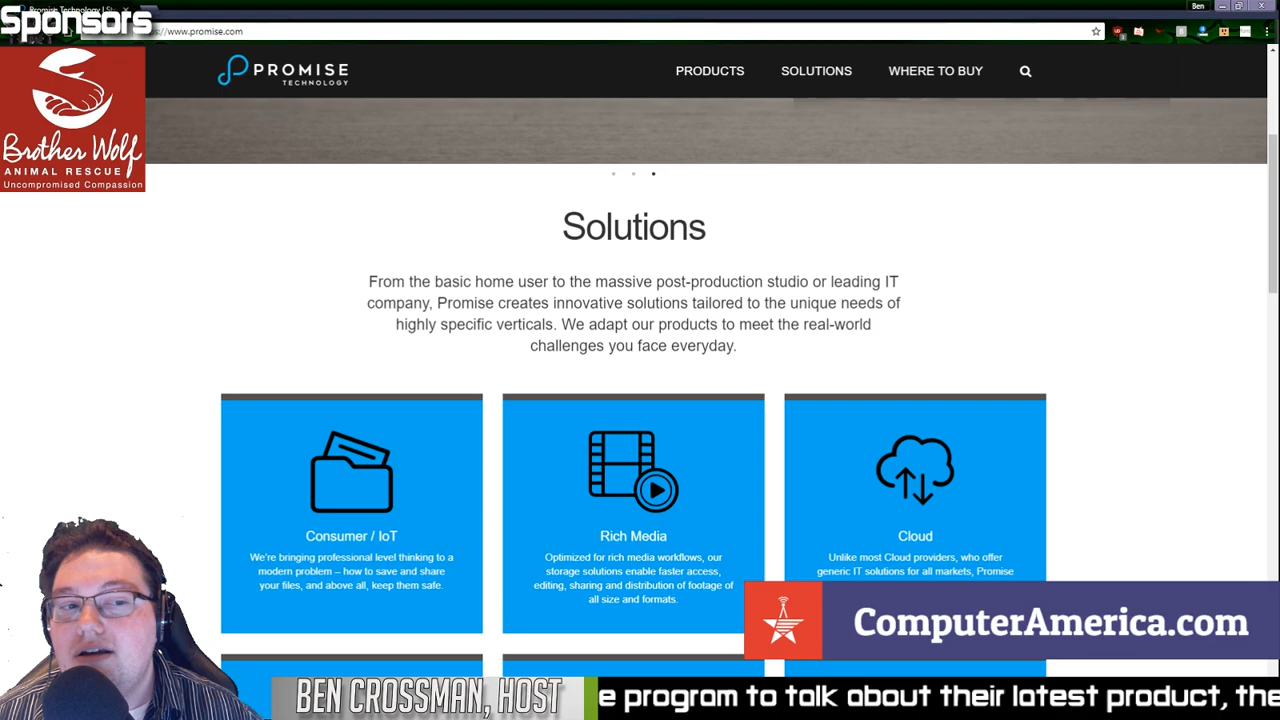 Sponsors
Ben
www.promise.com
PROMISE
TECHNOLOGY
PRODUCTS SOLUTIONS WHERE TO BUY
Brother Wolf
ANIMAL RESCUE
Uncompromised Compassion
Solutions
From the basic home user to the massive post-production studio or leading IT
company, Promise creates innovative solutions tailored to the unique needs of
highly specific verticals. We adapt our products to meet the real-world
challenges you face everyday.
Consumer / IoT
We're bringing professional level thinking to a
modern problem – how to save and share
your files, and above all, keep them safe.
Rich Media
Optimized for rich media workflows, our
storage solutions enable faster access,
editing, sharing and distribution of footage of
all size and formats.
Cloud
Unlike most Cloud providers, who offer
generic IT solutions for all markets, Promise
ComputerAmerica.com
BEN CROSSMAN, HOST
e program to talk about their latest product, the